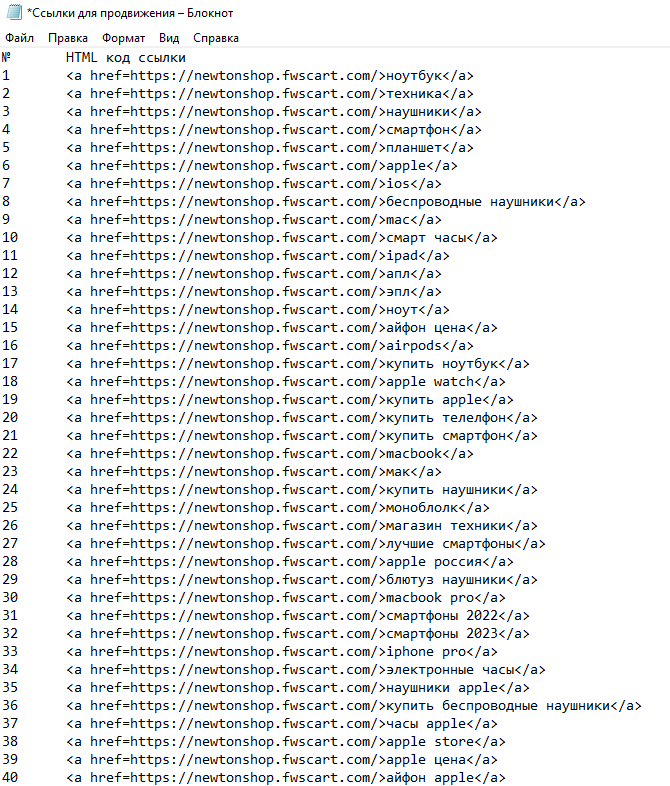 *Ссылки для продвижения – Блокнот
Файл Правка Формат Вид Справка
№ HTML код ссылки
1 <a href=https://newtonshop.fwscart.com/>ноутбук</a>
2 <a href=https://newtonshop.fwscart.com/>техника</a>
3 <a href=https://newtonshop.fwscart.com/>наушники</a>
4 <a href=https://newtonshop.fwscart.com/>смартфон</a>
5 <a href=https://newtonshop.fwscart.com/>планшет</a>
6 <a href=https://newtonshop.fwscart.com/>apple</a>
7 <a href=https://newtonshop.fwscart.com/>ios</a>
8 <a href=https://newtonshop.fwscart.com/>беспроводные наушники</a>
9 <a href=https://newtonshop.fwscart.com/>mac</a>
10 <a href=https://newtonshop.fwscart.com/>смарт часы</a>
11 <a href=https://newtonshop.fwscart.com/>ipad</a>
12 <a href=https://newtonshop.fwscart.com/>апл</a>
13 <a href=https://newtonshop.fwscart.com/>эпл</a>
14 <a href=https://newtonshop.fwscart.com/>ноут</a>
15 <a href=https://newtonshop.fwscart.com/>айфон цена</a>
16 <a href=https://newtonshop.fwscart.com/>airpods</a>
17 <a href=https://newtonshop.fwscart.com/>купить ноутбук</a>
18 <a href=https://newtonshop.fwscart.com/>apple watch</a>
19 <a href=https://newtonshop.fwscart.com/>купить apple</a>
20 <a href=https://newtonshop.fwscart.com/>купить телелфон</a>
21 <a href=https://newtonshop.fwscart.com/>купить смартфон</a>
22 <a href=https://newtonshop.fwscart.com/>macbook</a>
23 <a href=https://newtonshop.fwscart.com/>мак</a>
24 <a href=https://newtonshop.fwscart.com/>купить наушники</a>
25 <a href=https://newtonshop.fwscart.com/>моноблолк</a>
26 <a href=https://newtonshop.fwscart.com/>магазин техники</a>
27 <a href=https://newtonshop.fwscart.com/>лучшие смартфоны</a>
28 <a href=https://newtonshop.fwscart.com/>apple россия</a>
29 <a href=https://newtonshop.fwscart.com/>блютуз наушники</a>
30 <a href=https://newtonshop.fwscart.com/>macbook pro</a>
31 <a href=https://newtonshop.fwscart.com/>смартфоны 2022</a>
32 <a href=https://newtonshop.fwscart.com/>смартфоны 2023</a>
33 <a href=https://newtonshop.fwscart.com/>iphone pro</a>
34 <a href=https://newtonshop.fwscart.com/>электронные часы</a>
35 <a href=https://newtonshop.fwscart.com/>наушники apple</a>
36 <a href=https://newtonshop.fwscart.com/>купить беспроводные наушники</a>
37 <a href=https://newtonshop.fwscart.com/>часы apple</a>
38 <a href=https://newtonshop.fwscart.com/>apple store</a>
39 <a href=https://newtonshop.fwscart.com/>apple цена</a>
40 <a href=https://newtonshop.fwscart.com/>айфон apple</a>